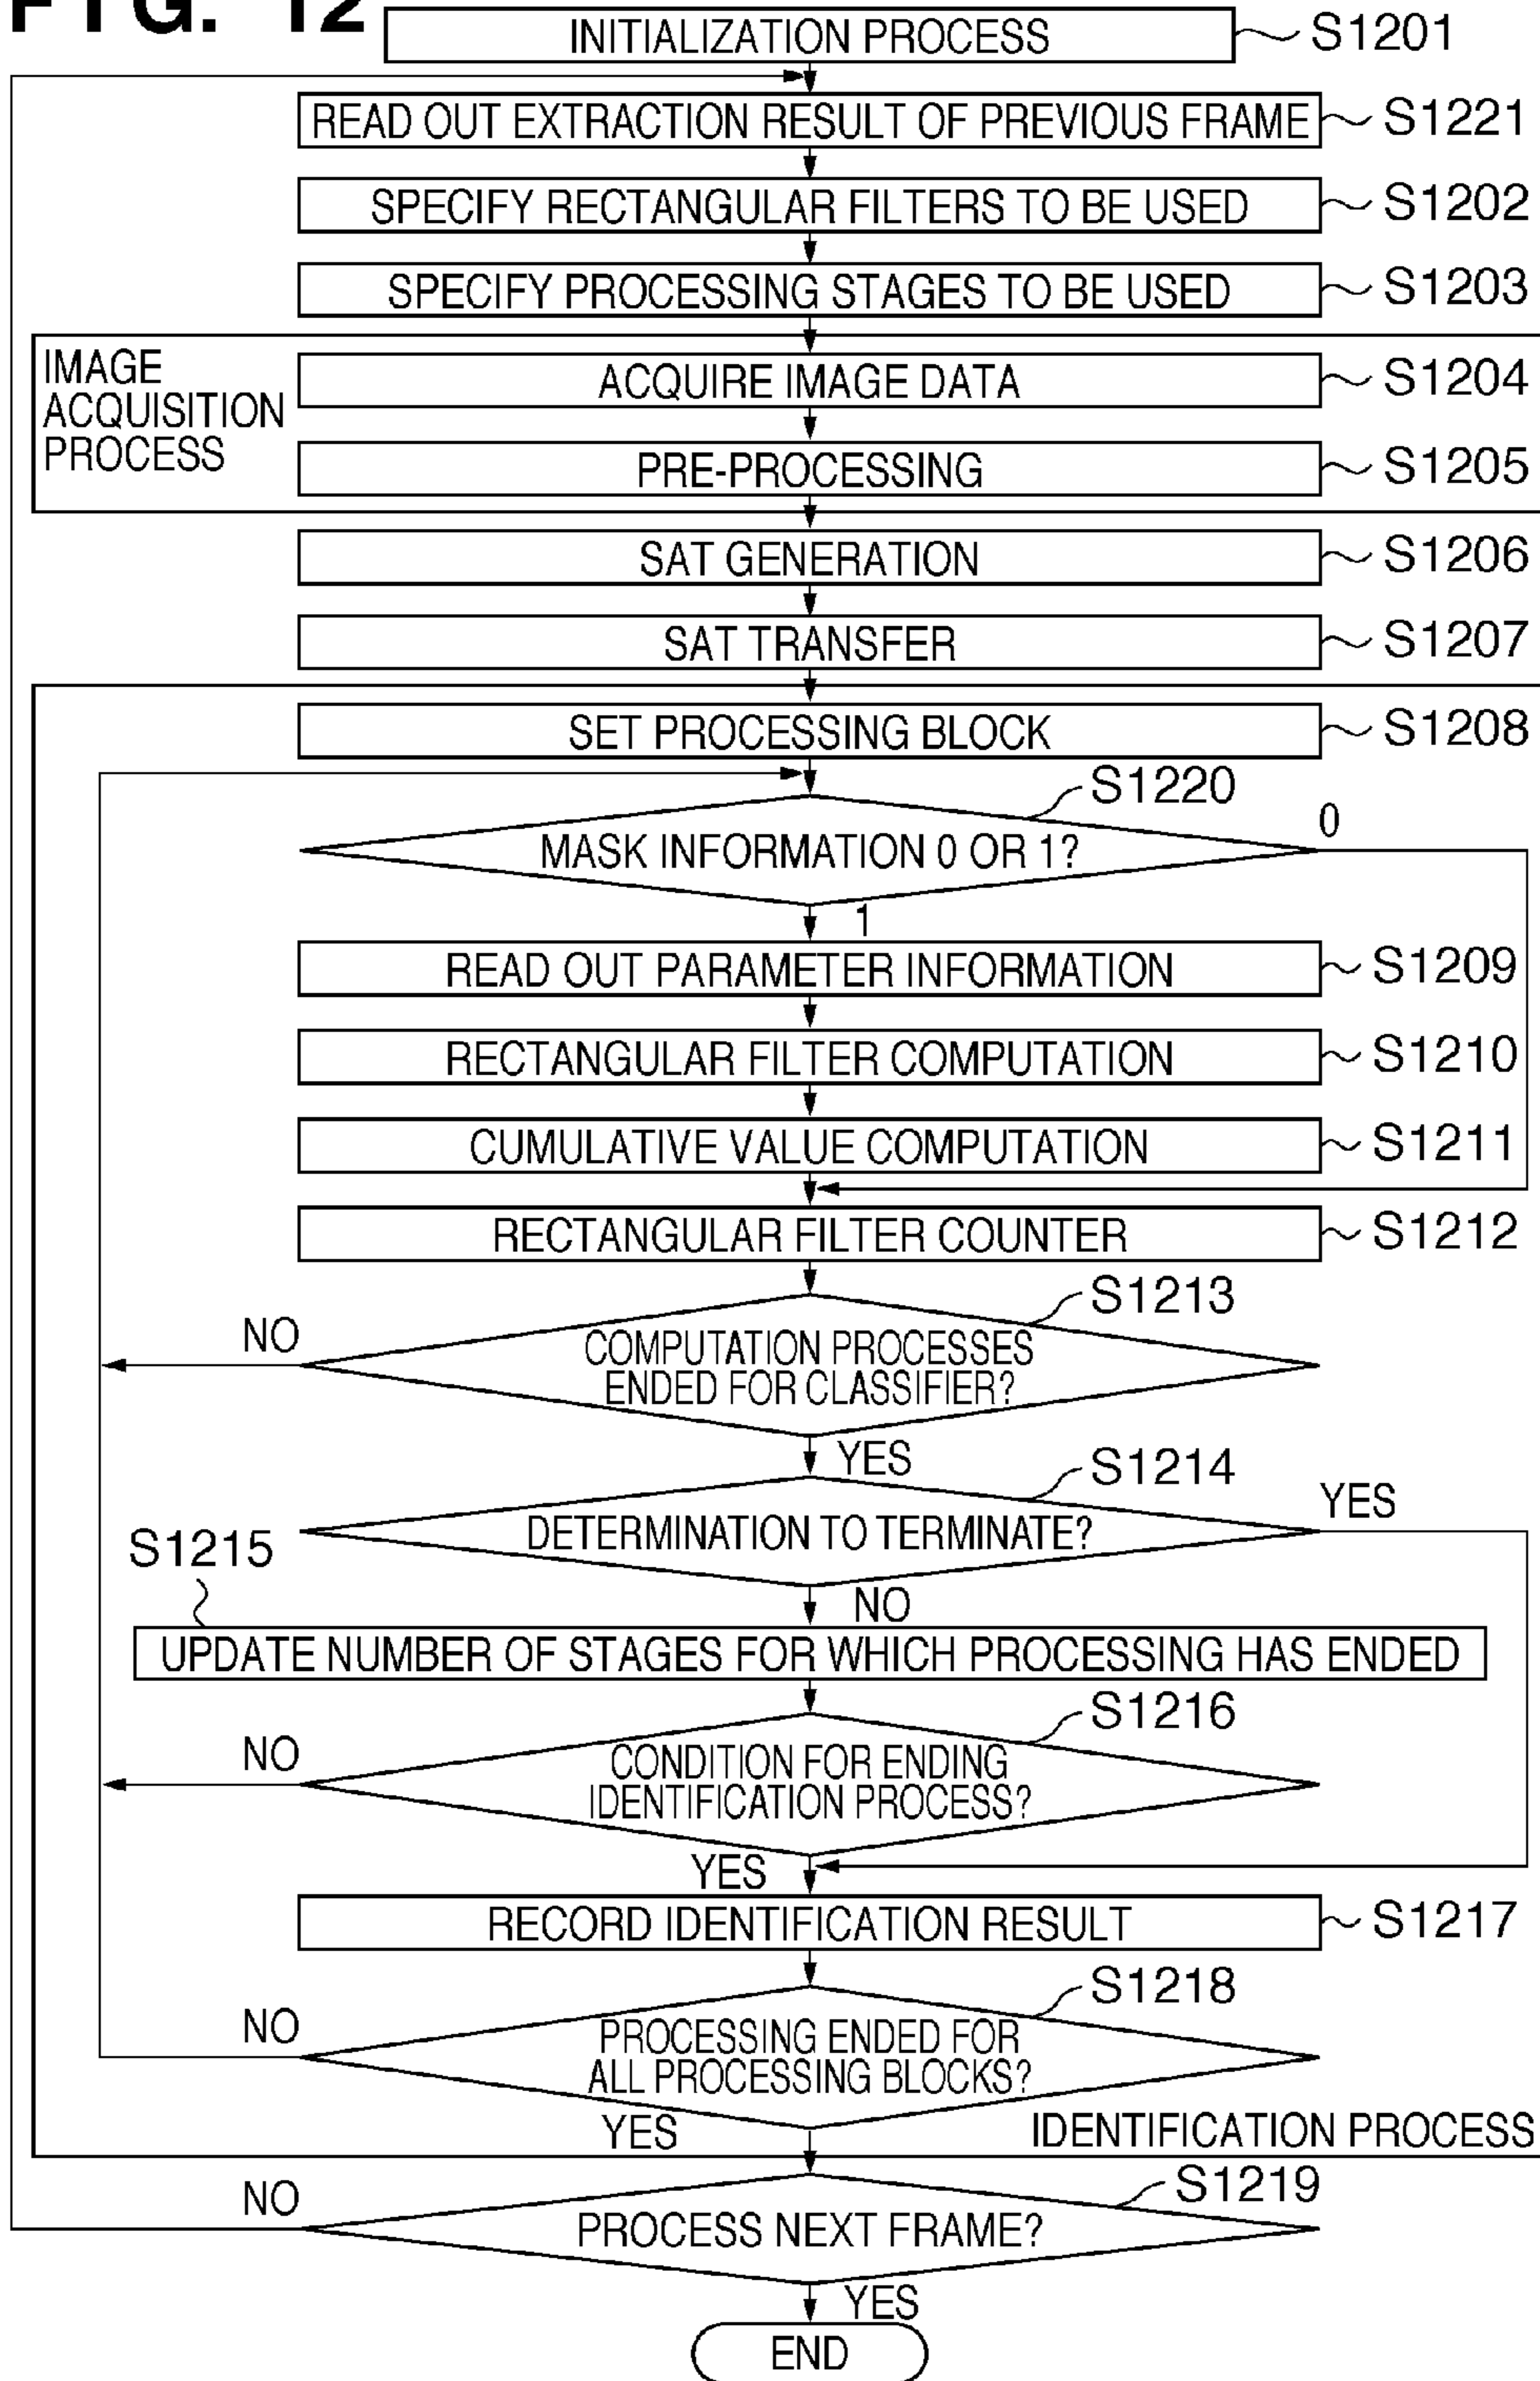 FIG. 12
INITIALIZATION PROCESS
S1201
READ OUT EXTRACTION RESULT OF PREVIOUS FRAME
S1221
SPECIFY RECTANGULAR FILTERS TO BE USED
S1202
SPECIFY PROCESSING STAGES TO BE USED
S1203
IMAGE
ACQUISITION
PROCESS
ACQUIRE IMAGE DATA
S1204
PRE-PROCESSING
S1205
SAT GENERATION
S1206
SAT TRANSFER
S1207
SET PROCESSING BLOCK
S1208
S1220
MASK INFORMATION 0 OR 1?
0
1
READ OUT PARAMETER INFORMATION
S1209
RECTANGULAR FILTER COMPUTATION
S1210
CUMULATIVE VALUE COMPUTATION
S1211
RECTANGULAR FILTER COUNTER
S1212
S1213
NO
COMPUTATION PROCESSES
ENDED FOR CLASSIFIER?
YES
S1214
DETERMINATION TO TERMINATE?
YES
S1215
NO
UPDATE NUMBER OF STAGES FOR WHICH PROCESSING HAS ENDED
S1216
NO
CONDITION FOR ENDING
IDENTIFICATION PROCESS?
YES
RECORD IDENTIFICATION RESULT
S1217
S1218
NO
PROCESSING ENDED FOR
ALL PROCESSING BLOCKS?
YES
IDENTIFICATION PROCESS
S1219
NO
PROCESS NEXT FRAME?
YES
END